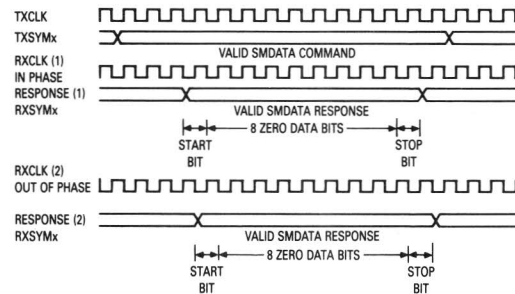 TXCLK
TXSYMx
VALID SMDATA COMMAND
RXCLK (1)
IN PHASE
RESPONSE (1)
RXSYMx
VALID SMDATA RESPONSE
8 ZERO DATA BITS
START
BIT
STOP
BIT
RXCLK (2)
OUT OF PHASE
RESPONSE (2)
RXSYMx
VALID SMDATA RESPONSE
8 ZERO DATA BITS
START
BIT
STOP
BIT